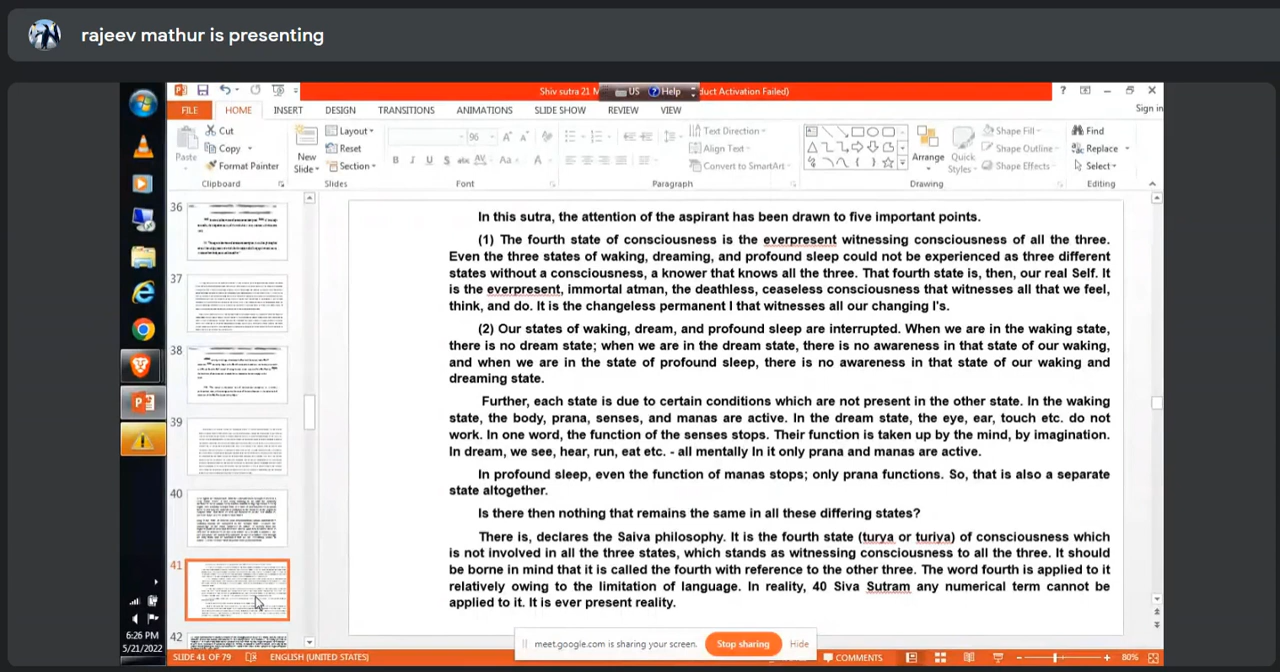 rajeev mathur is presenting
Shiv sutra 21 M
US
Help
duct Activation Failed)
FILE
HOME
INSERT
DESIGN
TRANSITIONS
ANIMATIONS
SLIDE SHOW
REVIEW
VIEW
Sign in
Paste
Cut
Copy
Format Painter
Clipboard
New
Slide
Layout
Reset
Section
Slides
96
Font
Text Direction
Align Text
Convert to SmartArt
Paragraph
Arrange
Quick
Styles
Shape Fill
Shape Outline
Shape Effects
Drawing
Find
Replace
Select
Editing
36
37
38
39
40
41
42
In this sutra, the attention of the aspirant has been drawn to five important points.
(1) The fourth state of consciousness is the everpresent witnessing consciousness of all the three.
Even the three states of waking, dreaming, and profound sleep could not be experienced as three different
states without a consciousness, a knower that knows all the three. That fourth state is, then, our real Self. It
is the everpresent, immortal and deathless, ceaseless consciousness that witnesses all that we feel,
think and do. It is the changeless eternal I that witnesses all our changing I's.
(2) Our states of waking, dream, and profound sleep are interrupted. When we are in the waking state,
there is no dream state; when we are in the dream state, there is no awareness in that state of our waking,
and when we are in the state of profound sleep, there is no awareness in that state of our waking and
dreaming state.
Further, each state is due to certain conditions which are not present in the other state. In the waking
state, the body, prana, senses, and manas are active. In the dream state, the eye, ear, touch etc. do not
work. In one word, the function of the senses stops. Their function is taken up by the mind, by imagination.
In dream, we see, hear, run, eat etc. - all mentally In it only prana and manas are active.
In profound sleep, even the function of manas stops; only prana functions. So, that is also a separate
state altogether.
Is there then nothing that remains the same in all these differing states?
There is, declares the Saiva philosophy. It is the fourth state (turya or turiya) of consciousness which
is not involved in all the three states, which stands as witnessing consciousness to all the three. It should
be borne in mind that it is called fourth only with reference to the other three. The word fourth is applied to it
only owing to the limitations of language. In reality, 40 Siva Sutras any numerical term cannot be
applied to it. It is ever present reality.
6:26 PM
5/21/2022
meet.google.com is sharing your screen.
Stop sharing
Hide
SLIDE 41 OF 79
ENGLISH (UNITED STATES)
COMMENTS
80%